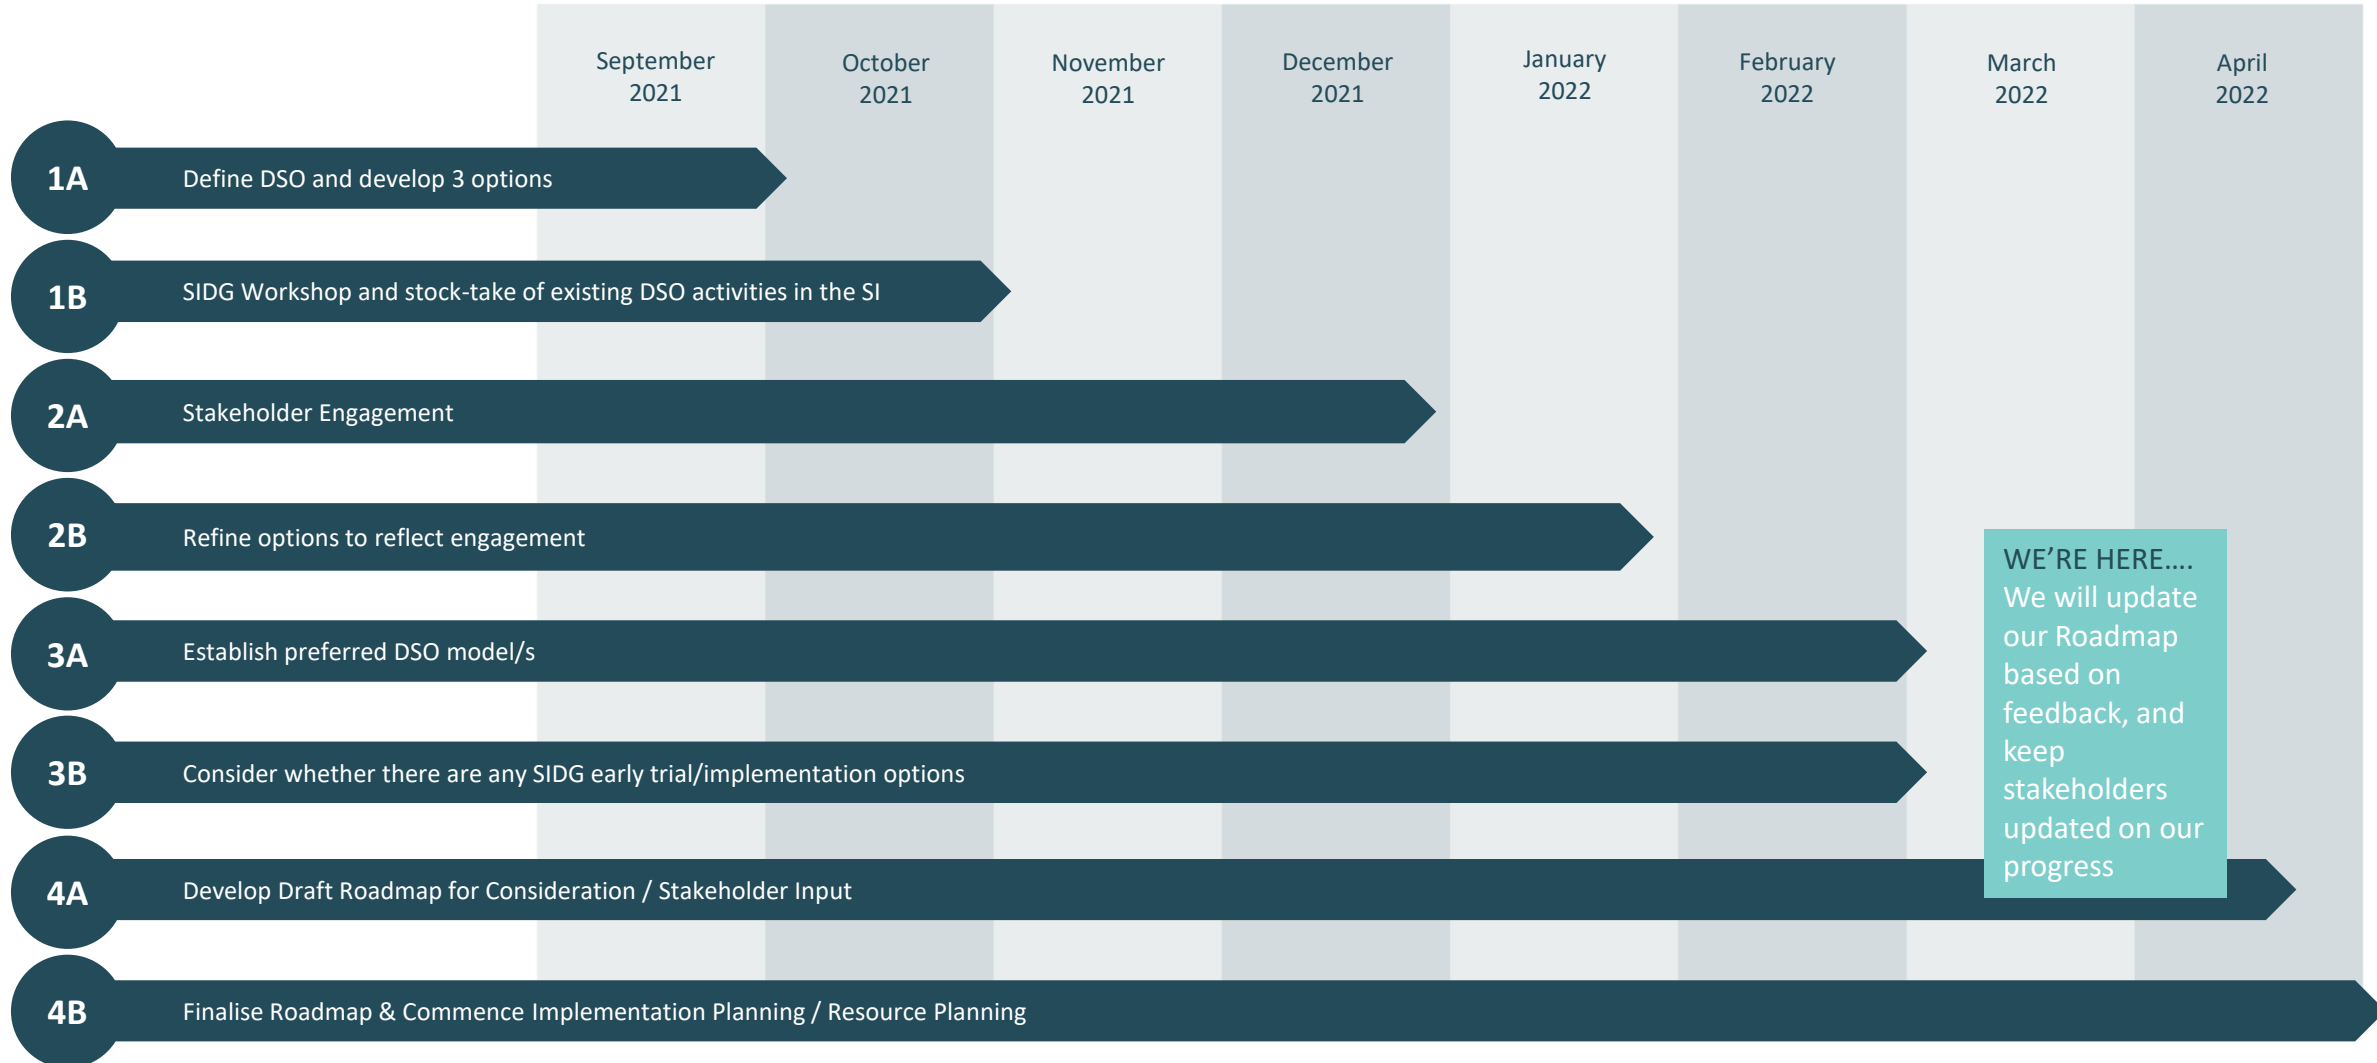 September
2021
October
2021
November
2021
December
2021
January
2022
February
2022
March
2022
April
2022
1A
Define DSO and develop 3 options
1B
SIDG Workshop and stock-take of existing DSO activities in the SI
2A
Stakeholder Engagement
2B
Refine options to reflect engagement
3A
Establish preferred DSO model/s
3B
Consider whether there are any SIDG early trial/implementation options
4A
Develop Draft Roadmap for Consideration / Stakeholder Input
4B
Finalise Roadmap & Commence Implementation Planning / Resource Planning
WE’RE HERE....
We will update
our Roadmap
based on
feedback, and
keep
stakeholders
updated on our
progress